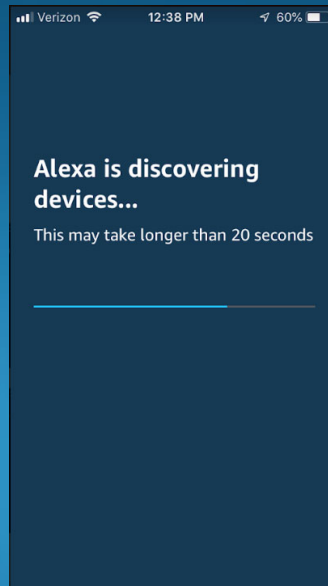 Verizon 12:38 PM 60%
Alexa is discovering
devices...
This may take longer than 20 seconds